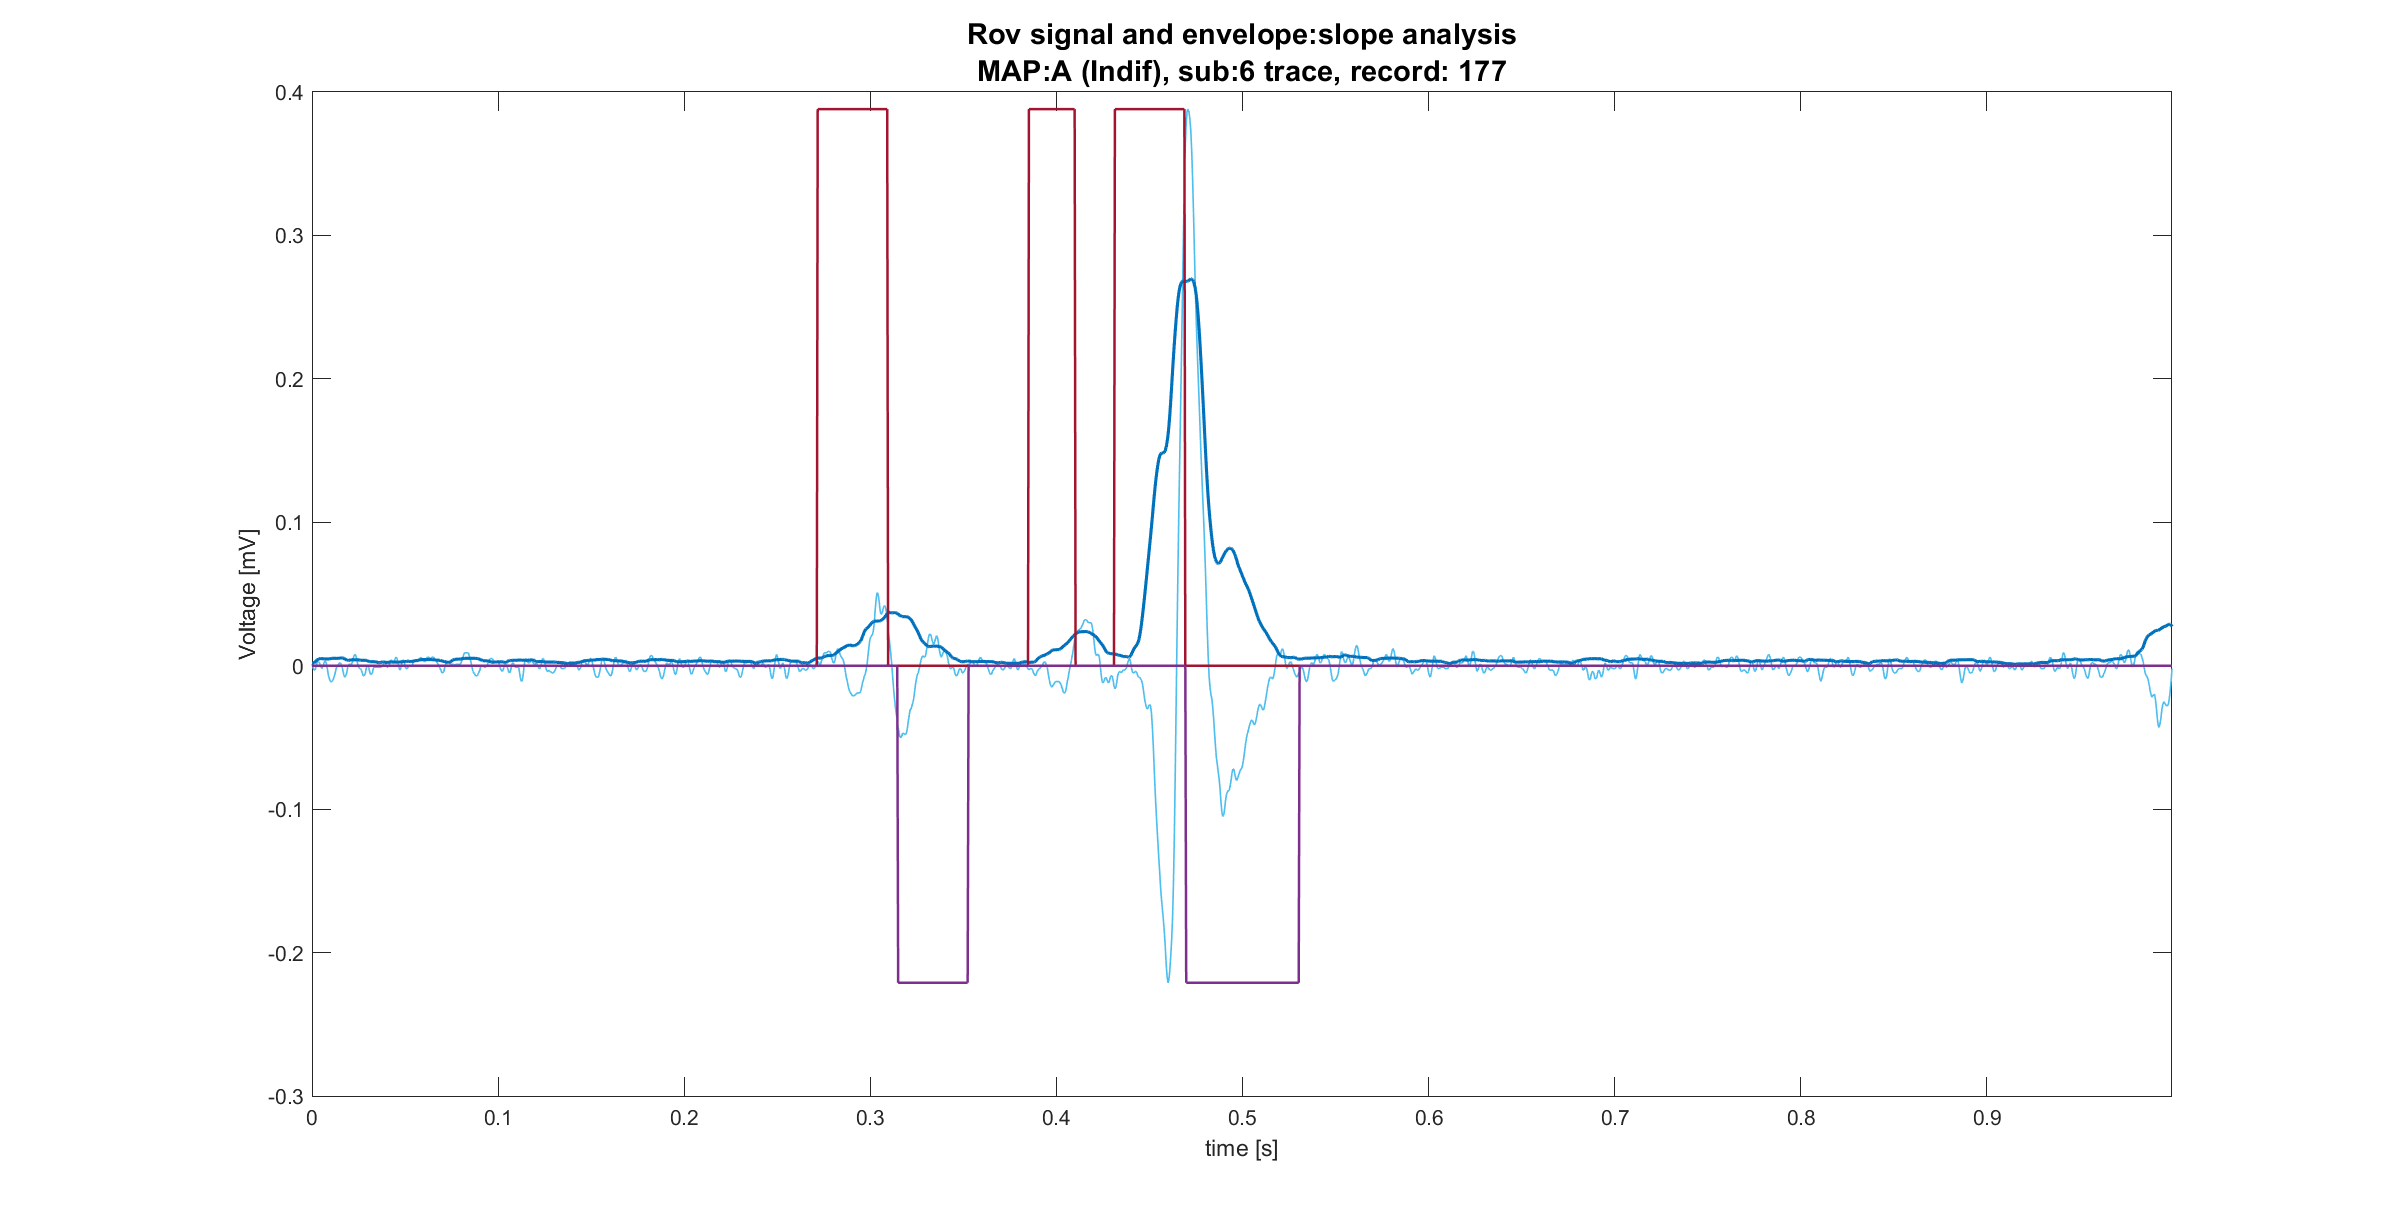 Rov signal and envelope:slope analysis
MAP:A (Indif), sub:6 trace, record: 177
0.4
0.3
0.2
0.1
0
-0.1
-0.2
-0.3
Voltage [mV]
0 0.1 0.2 0.3 0.4 0.5 0.6 0.7 0.8 0.9
time [s]